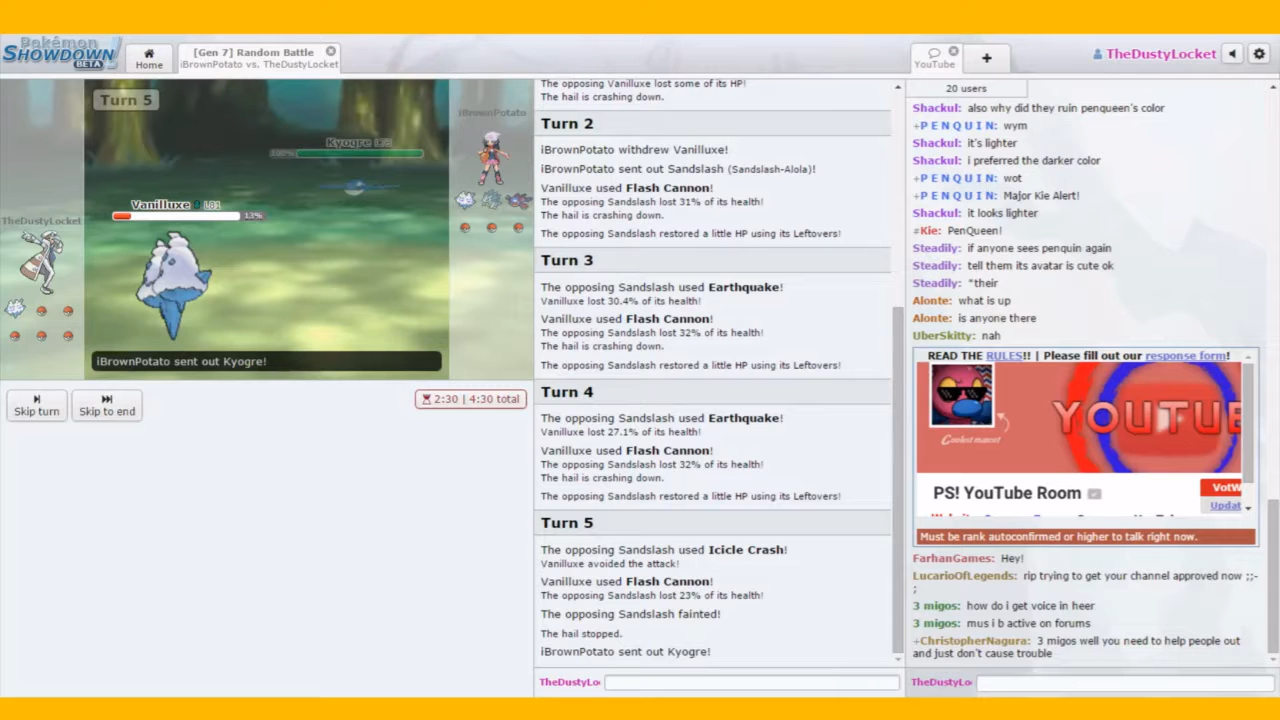 Pokémon
SHOWDOWN
BETA
Home
[Gen 7] Random Battle
iBrownPotato vs. TheDustyLocket
YouTube
TheDustyLocket
Turn 5
iBrownPotato
Kyogre
100%
Vanilluxe L81
13%
TheDustyLocket
iBrownPotato sent out Kyogre!
Skip turn
Skip to end
2:30 | 4:30 total
The opposing Vanilluxe lost some of its HP!
The hail is crashing down.
Turn 2
iBrownPotato withdrew Vanilluxe!
iBrownPotato sent out Sandslash (Sandslash-Alola)!
Vanilluxe used Flash Cannon!
The opposing Sandslash lost 31% of its health!
The hail is crashing down.
The opposing Sandslash restored a little HP using its Leftovers!
Turn 3
The opposing Sandslash used Earthquake!
Vanilluxe lost 30.4% of its health!
Vanilluxe used Flash Cannon!
The opposing Sandslash lost 32% of its health!
The hail is crashing down.
The opposing Sandslash restored a little HP using its Leftovers!
Turn 4
The opposing Sandslash used Earthquake!
Vanilluxe lost 27.1% of its health!
Vanilluxe used Flash Cannon!
The opposing Sandslash lost 32% of its health!
The hail is crashing down.
The opposing Sandslash restored a little HP using its Leftovers!
Turn 5
The opposing Sandslash used Icicle Crash!
Vanilluxe avoided the attack!
Vanilluxe used Flash Cannon!
The opposing Sandslash lost 23% of its health!
The opposing Sandslash fainted!
The hail stopped.
iBrownPotato sent out Kyogre!
TheDustyLo
20 users
Shackul: also why did they ruin penqueen's color
+P E N Q U I N: wym
Shackul: it's lighter
Shackul: i preferred the darker color
+P E N Q U I N: wot
+P E N Q U I N: Major Kie Alert!
Shackul: it looks lighter
#Kie: PenQueen!
Steadily: if anyone sees penquin again
Steadily: tell them its avatar is cute ok
Steadily: *their
Alonte: what is up
Alonte: is anyone there
UberSkitty: nah
READ THE RULES!! | Please fill out our response form!
Coolest mascot!
YOUTUE
PS! YouTube Room
VotW
Updat
Must be rank autoconfirmed or higher to talk right now.
FarhanGames: Hey!
LucarioOfLegends: rip trying to get your channel approved now ;;-
;
3 migos: how do i get voice in heer
3 migos: mus i b active on forums
+ChristopherNagura: 3 migos well you need to help people out
and just don't cause trouble
TheDustyLo